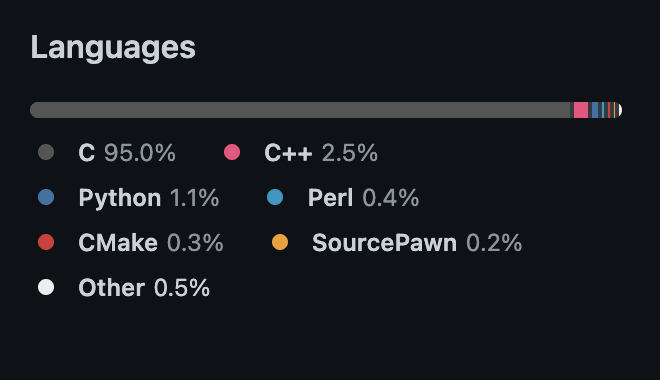 Languages
C 95.0% C++ 2.5%
Python 1.1% Perl 0.4%
CMake 0.3% SourcePawn 0.2%
Other 0.5%